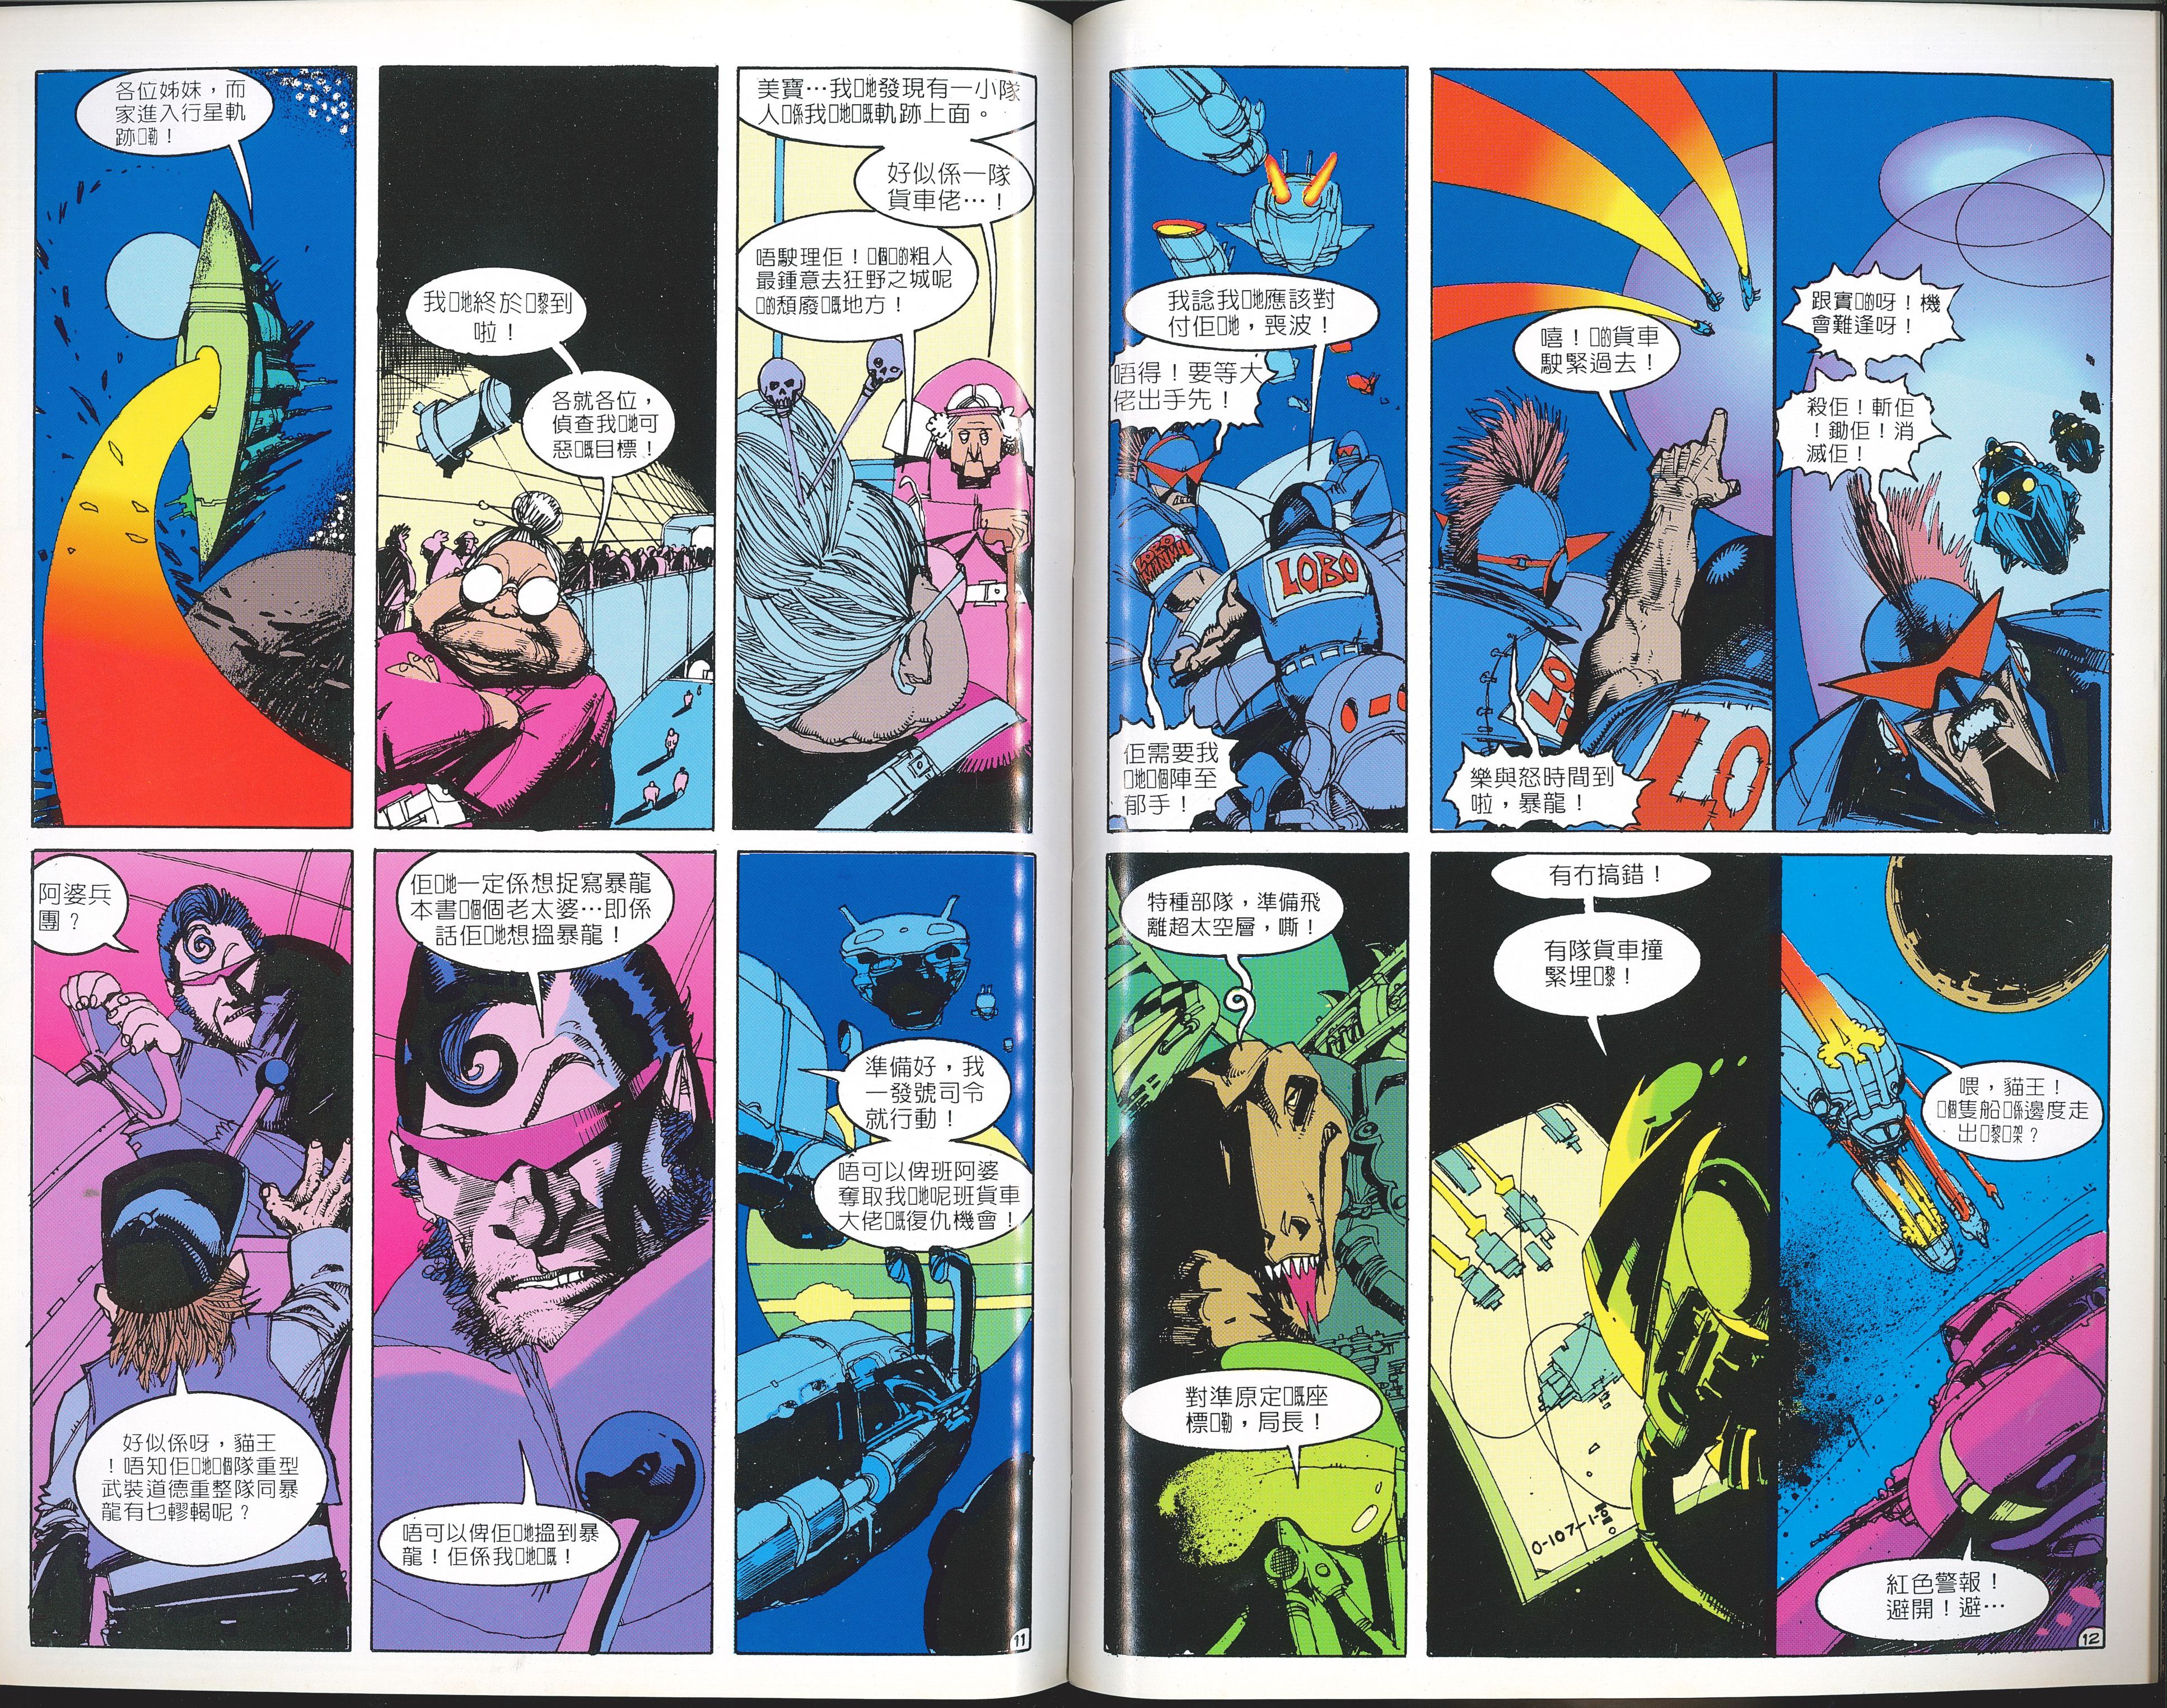 各位姊妹，而
家進入行星軌
跡嘞！
我哋終於嚟到
啦！
各就各位，
偵查我哋可
惡嘅目標！
美寶…我哋發現有一小隊
人喺我哋嘅軌跡上面。
好似係一隊
貨車佬…！
唔駛理佢！嗰啲粗人
最鍾意去狂野之城呢
啲頹廢嘅地方！
阿婆兵
團？
好似係呀，貓王
！唔知佢哋嗰隊重型
武裝道德重整隊同暴
龍有乜轇轕呢？
佢哋一定係想捉寫暴龍
本書嗰個老太婆…即係
話佢哋想搵暴龍！
唔可以俾佢哋搵到暴
龍！佢係我哋嘅！
準備好，我
一發號司令
就行動！
唔可以俾班阿婆
奪取我哋呢班貨車
大佬嘅復仇機會！
11
我諗我哋應該對
付佢哋，喪波！
唔得！要等大
佬出手先！
LOCO
MINIMAL
LOBO
佢需要我
哋嗰陣至
郁手！
嘻！啲貨車
駛緊過去！
LO
LO
樂與怒時間到
啦，暴龍！
跟實啲呀！機
會難逢呀！
殺佢！斬佢
！鋤佢！消
滅佢！
特種部隊，準備飛
離超太空層，嘶！
對準原定嘅座
標嘞，局長！
有冇搞錯！
有隊貨車撞
緊埋嚟！
0-107-1-01
喂，貓王！
嗰隻船喺邊度走
出嚟㗎？
紅色警報！
避開！避…
12